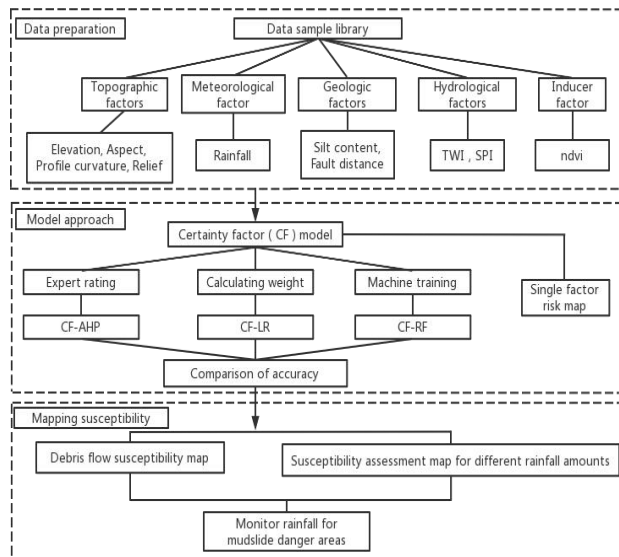 Data preparation
Data sample library
Topographic
factors
Meteorological
factor
Geologic
factors
Hydrological
factors
Inducer
factor
Elevation, Aspect,
Profile curvature, Relief
Rainfall
Silt content,
Fault distance
TWI , SPI
ndvi
Model approach
Certainty factor ( CF ) model
Expert rating
Calculating weight
Machine training
Single factor
risk map
CF-AHP
CF-LR
CF-RF
Comparison of accuracy
Mapping susceptibility
Debris flow susceptibility map
Susceptibility assessment map for different rainfall amounts
Monitor rainfall for
mudslide danger areas